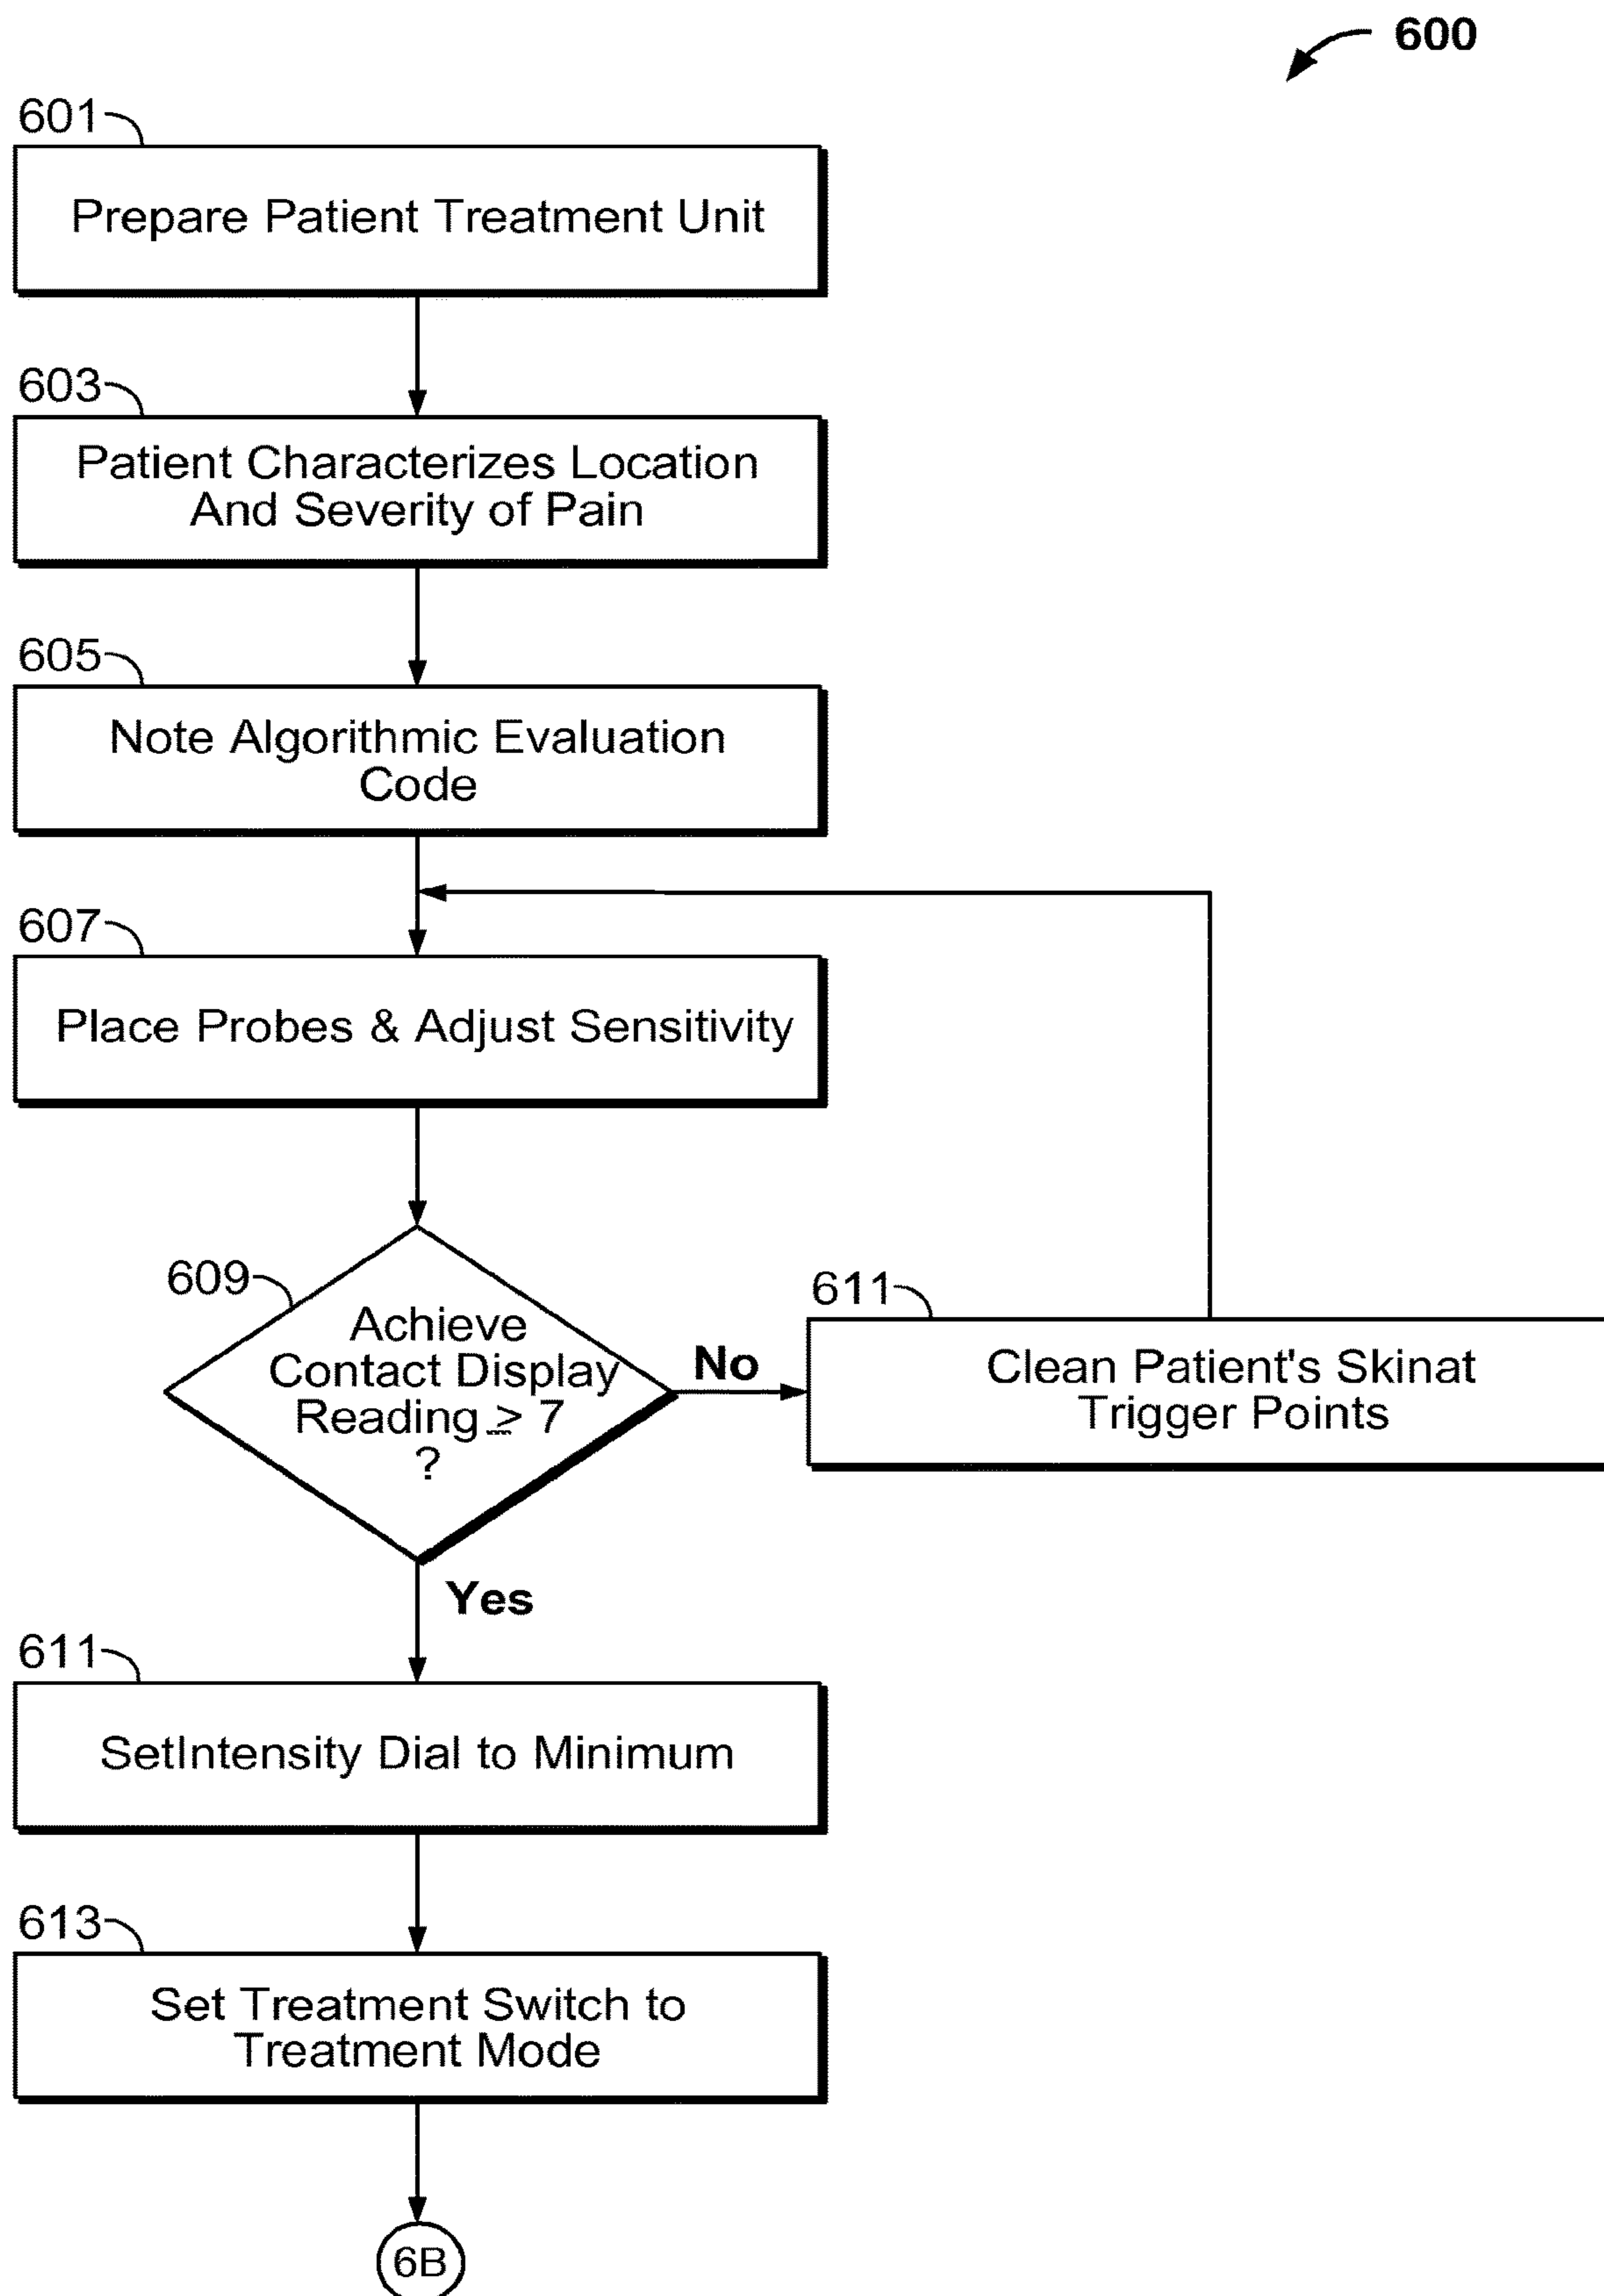 600
601
Prepare Patient Treatment Unit
603
Patient Characterizes Location
And Severity of Pain
605
Note Algorithmic Evaluation
Code
607
Place Probes & Adjust Sensitivity
609
Achieve
Contact Display
Reading ≥ 7
?
No
611
Clean Patient's Skinat
Trigger Points
Yes
611
SetIntensity Dial to Minimum
613
Set Treatment Switch to
Treatment Mode
6B